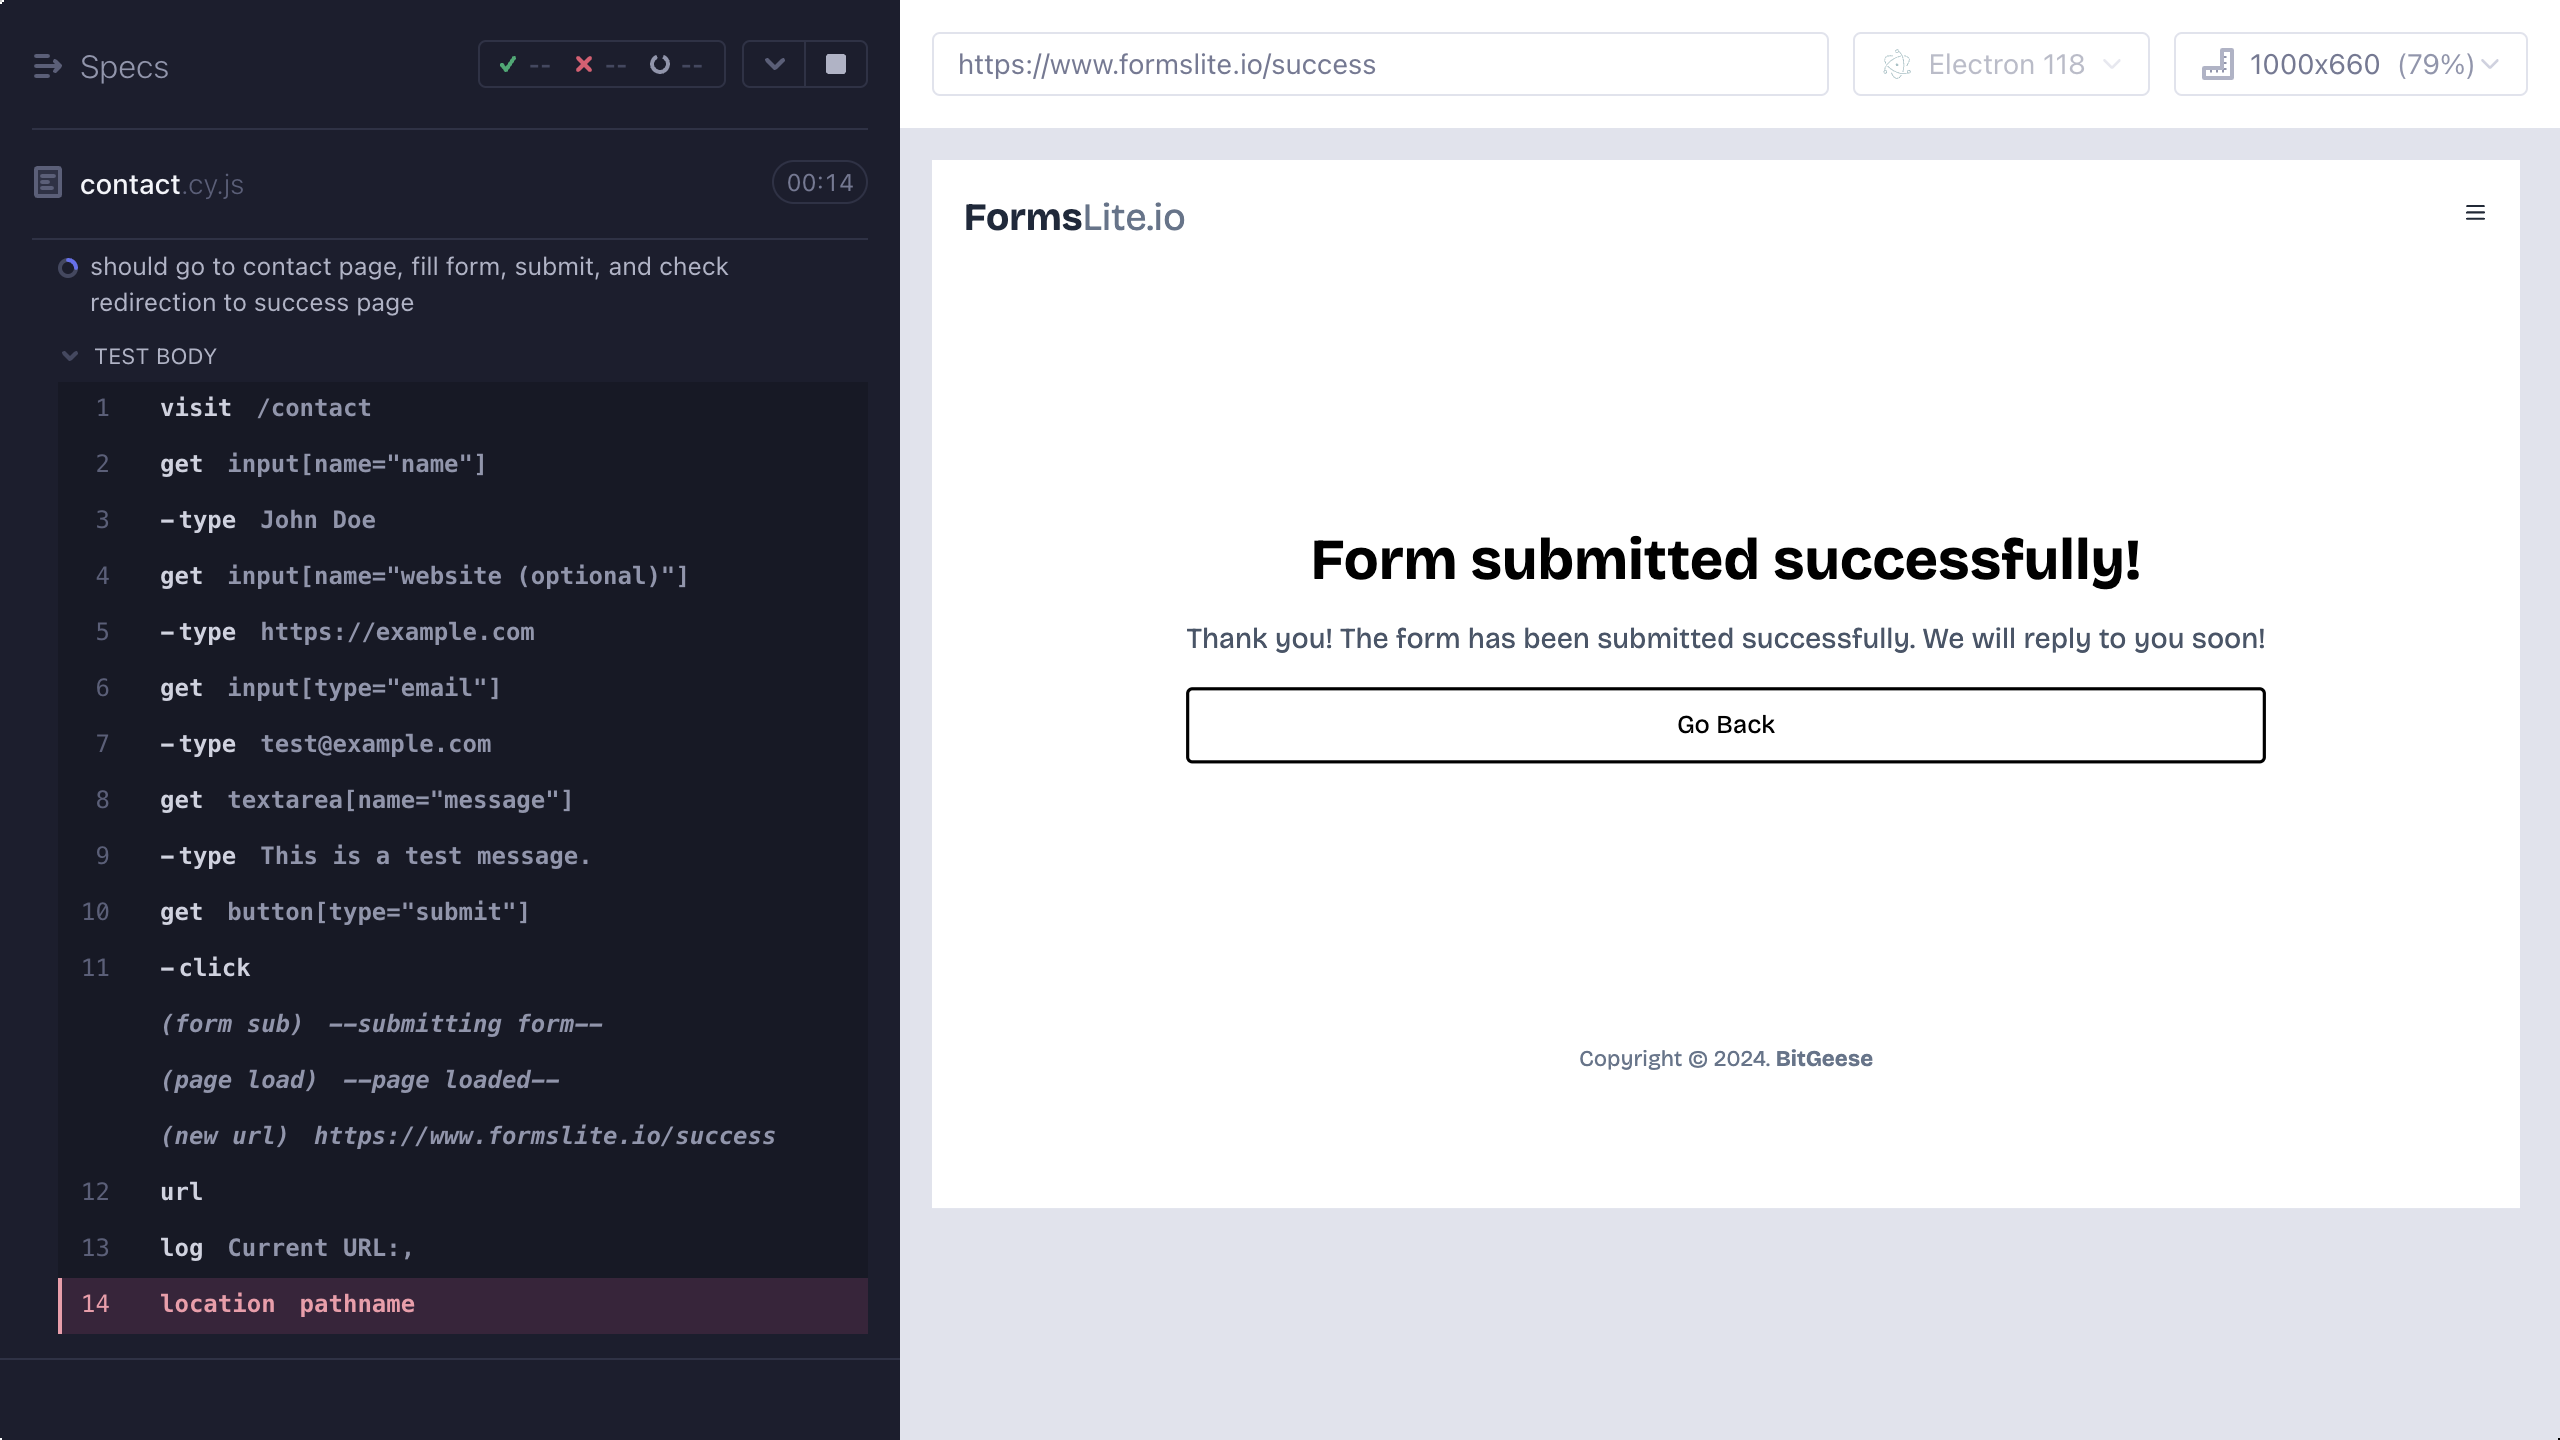 Specs
--
--
--
contact.cy.js
00:14
should go to contact page, fill form, submit, and check
redirection to success page
TEST BODY
1 visit /contact
2 get input[name="name"]
3 -type John Doe
4 get input[name="website (optional)"]
5 -type https://example.com
6 get input[type="email"]
7 -type test@example.com
8 get textarea[name="message"]
9 -type This is a test message.
10 get button[type="submit"]
11 -click
(form sub) --submitting form--
(page load) --page loaded--
(new url) https://www.formslite.io/success
12 url
13 log Current URL:,
14 location pathname
https://www.formslite.io/success
Electron 118
1000x660 (79%)
FormsLite.io
Form submitted successfully!
Thank you! The form has been submitted successfully. We will reply to you soon!
Go Back
Copyright © 2024. BitGeese